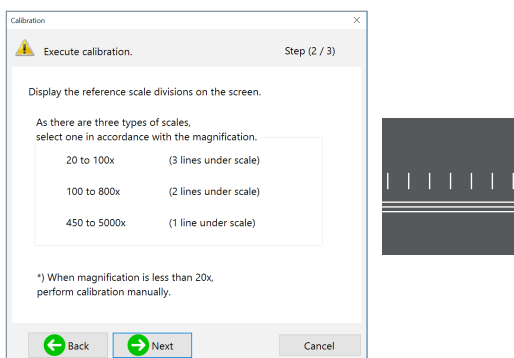 Calibration
Execute calibration.
Step (2 / 3)
Display the reference scale divisions on the screen.
As there are three types of scales,
select one in accordance with the magnification.
20 to 100x (3 lines under scale)
100 to 800x (2 lines under scale)
450 to 5000x (1 line under scale)
*) When magnification is less than 20x,
perform calibration manually.
Back Next Cancel